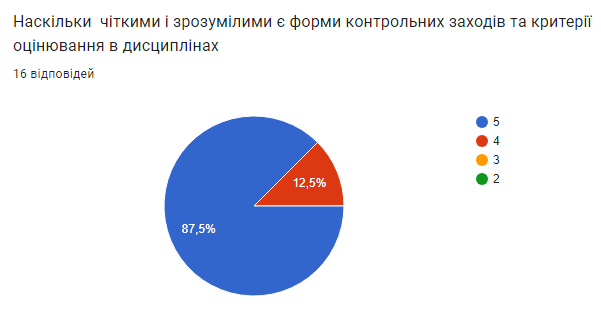 Наскільки  чіткими і зрозумілими є форми контрольних заходів та критерії
оцінювання в дисциплінах
16 відповідей
5
4
3
2
12,5%
87,5%